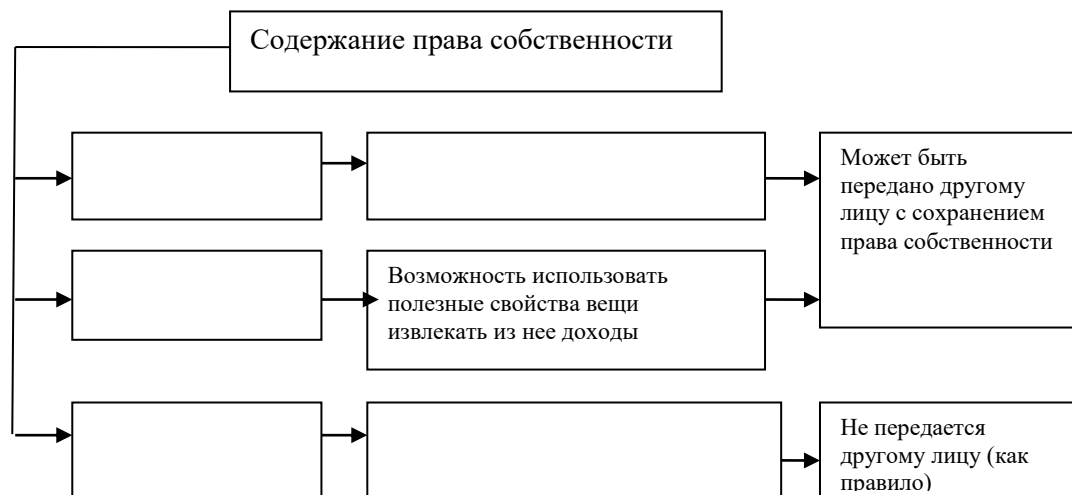 Содержание права собственности
Может быть
передано другому
лицу с сохранением
права собственности
Возможность использовать
полезные свойства вещи
извлекать из нее доходы
Не передается
другому лицу (как
правило)